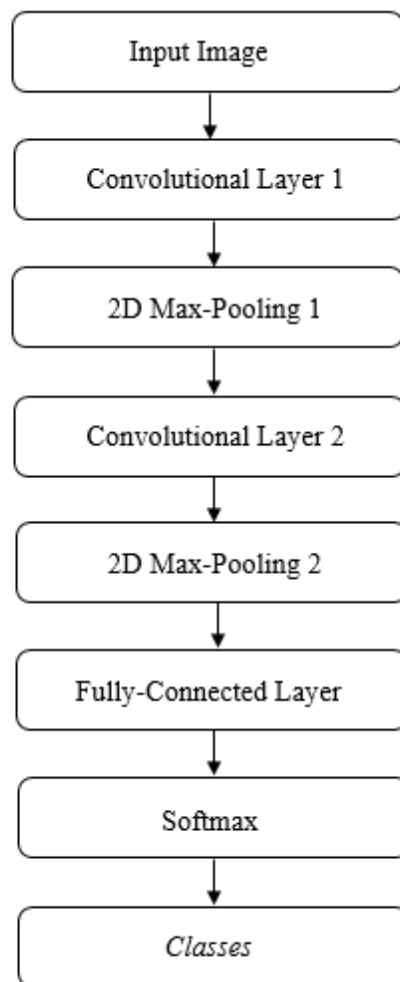 Input Image
Convolutional Layer 1
2D Max-Pooling 1
Convolutional Layer 2
2D Max-Pooling 2
Fully-Connected Layer
Softmax
Classes